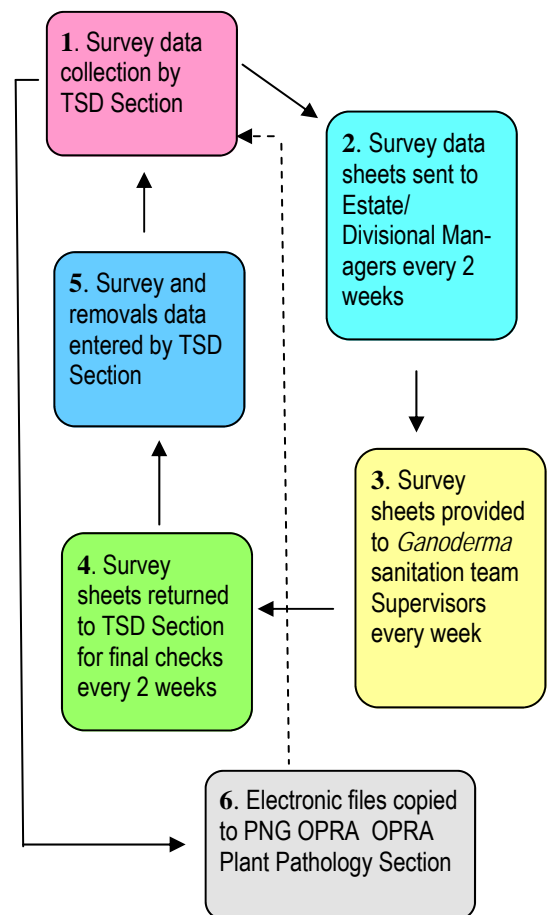 1. Survey data
collection by
TSD Section
2. Survey data
sheets sent to
Estate/
Divisional Man-
agers every 2
weeks
3. Survey
sheets provided
to Ganoderma
sanitation team
Supervisors
every week
4. Survey
sheets returned
to TSD Section
for final checks
every 2 weeks
5. Survey and
removals data
entered by TSD
Section
6. Electronic files copied
to PNG OPRA OPRA
Plant Pathology Section